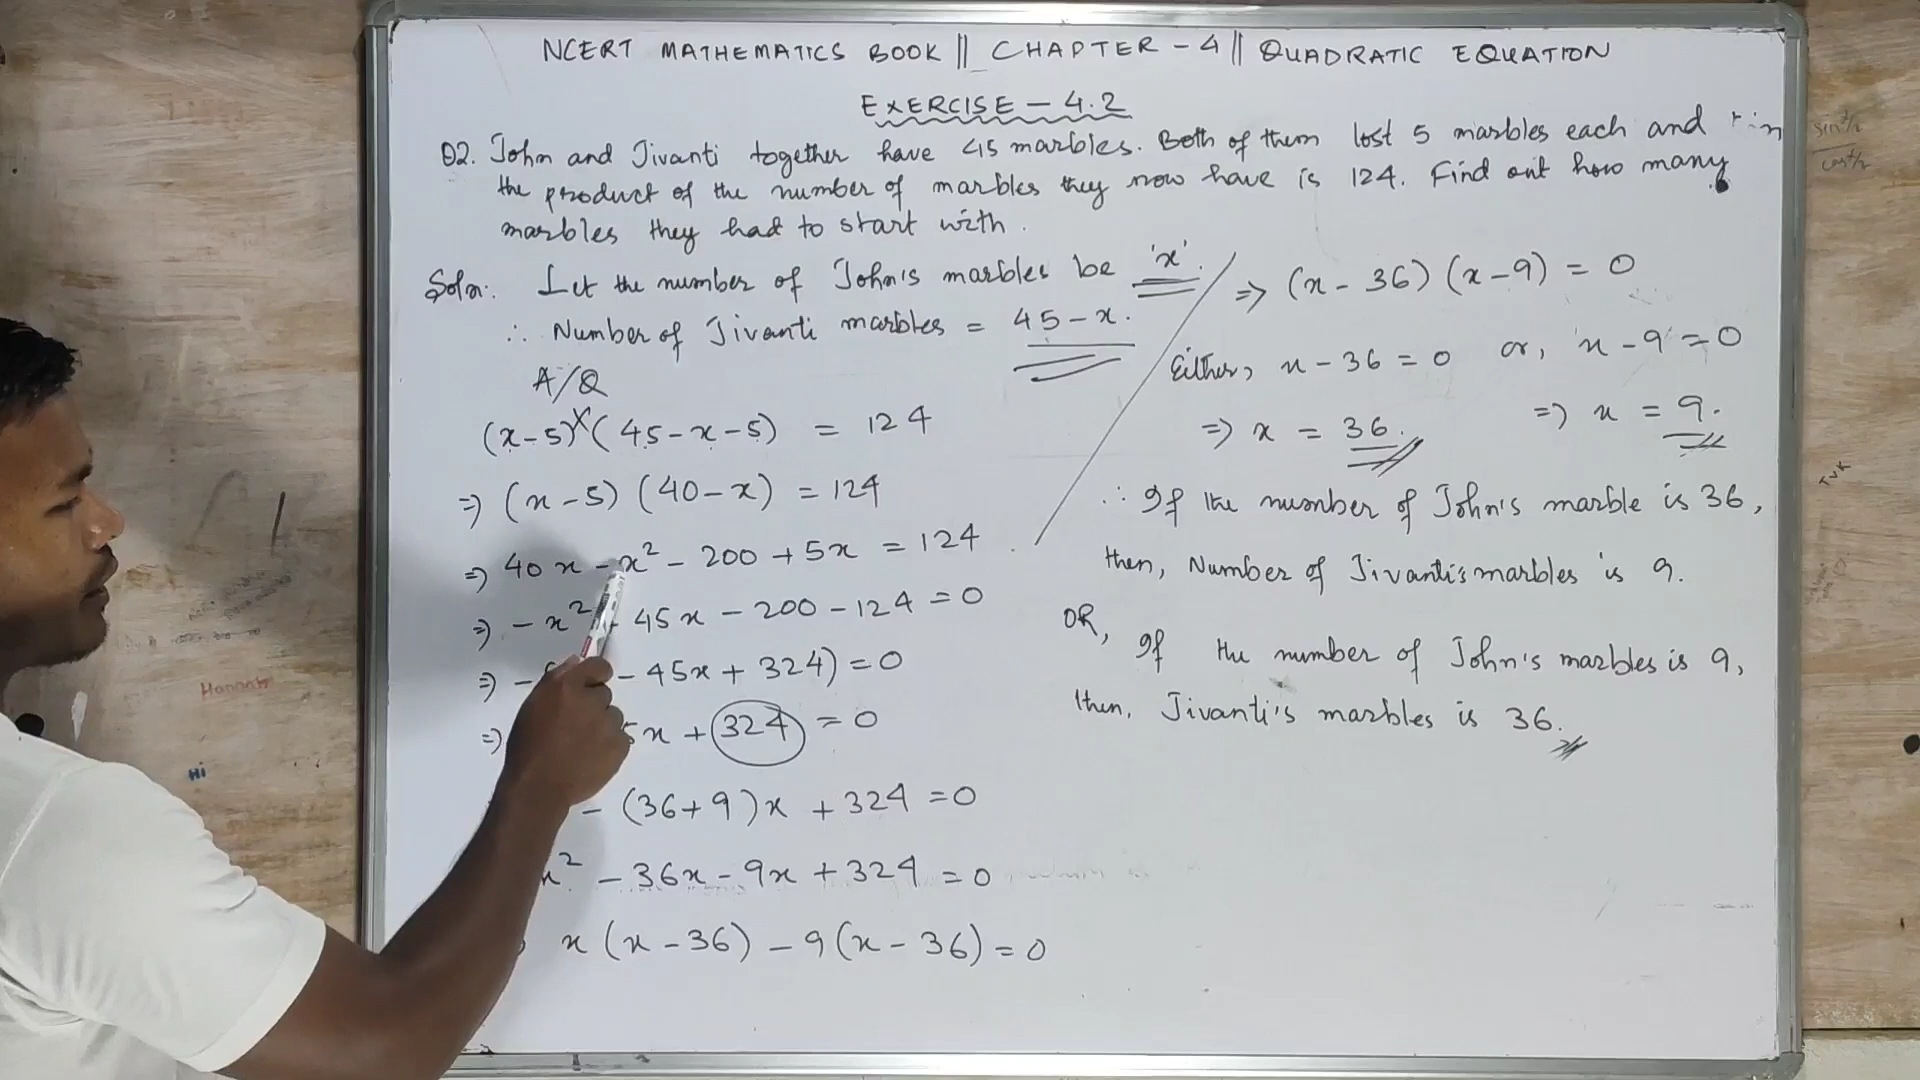 NCERT MATHEMATICS BOOK || CHAPTER - 4 || QUADRATIC EQUATION
EXERCISE - 4.2
Q2. John and Jivanti together have 45 marbles. Both of them lost 5 marbles each and
the product of the number of marbles they now have is 124. Find out how many
marbles they had to start with.
Soln: Let the number of John's marbles be 'x'.
∴ Number of Jivanti marbles = 45 - x.
A/Q
(x-5)×(45-x-5) = 124
⇒ (x-5) (40-x) = 124
⇒ 40x - x² - 200 + 5x = 124
⇒ - x² 45x - 200 - 124 = 0
⇒ - - 45x + 324) = 0
⇒ 5x + 324 = 0
- (36+9)x + 324 = 0
x² - 36x - 9x + 324 = 0
x (x - 36) - 9 (x - 36) = 0
⇒ (x - 36) (x - 9) = 0
Either, x - 36 = 0 or, x - 9 = 0
⇒ x = 36. ⇒ x = 9.
∴ If the number of John's marble is 36,
then, Number of Jivanti's marbles is 9.
OR, If the number of John's marbles is 9,
then, Jivanti's marbles is 36.
Hannah
Hi
TVK